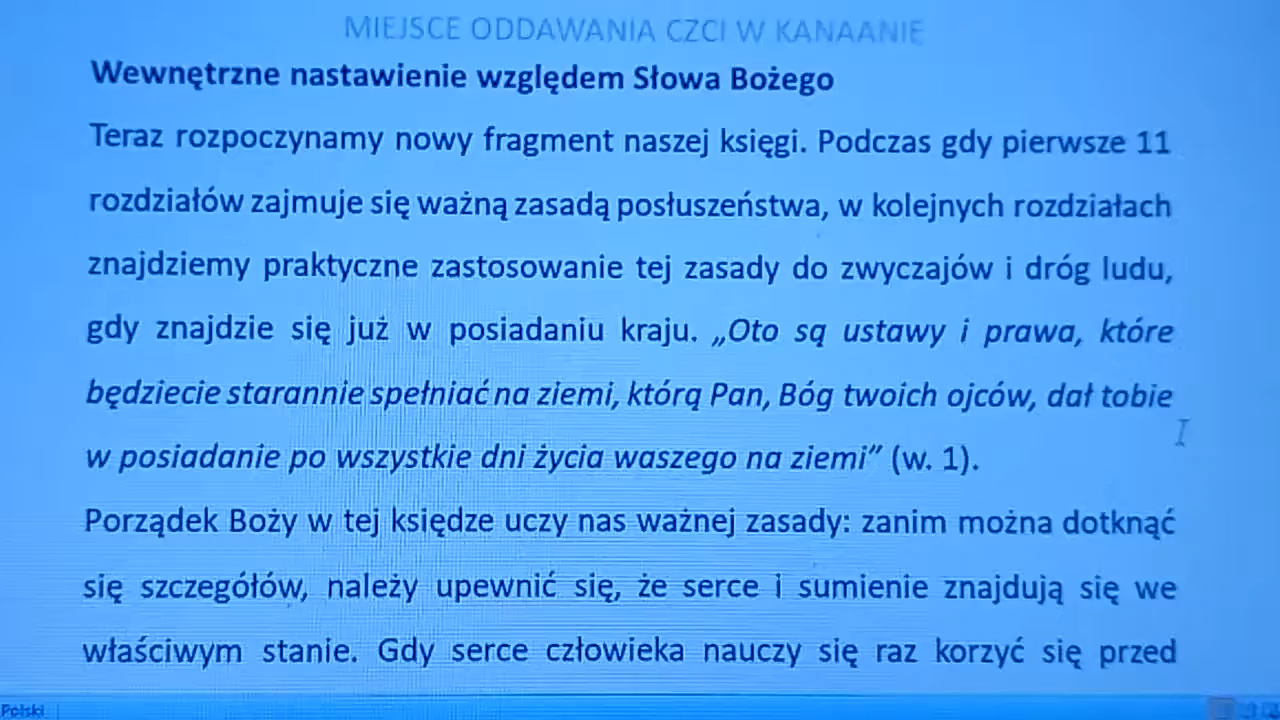 MIEJSCE ODDAWANIA CZCI W KANAANIE
Wewnętrzne nastawienie względem Słowa Bożego
Teraz rozpoczynamy nowy fragment naszej księgi. Podczas gdy pierwsze 11
rozdziałów zajmuje się ważną zasadą posłuszeństwa, w kolejnych rozdziałach
znajdziemy praktyczne zastosowanie tej zasady do zwyczajów i dróg ludu,
gdy znajdzie się już w posiadaniu kraju. „Oto są ustawy i prawa, które
będziecie starannie spełniać na ziemi, którą Pan, Bóg twoich ojców, dał tobie
w posiadanie po wszystkie dni życia waszego na ziemi” (w. 1).
Porządek Boży w tej księdze uczy nas ważnej zasady: zanim można dotknąć
się szczegółów, należy upewnić się, że serce i sumienie znajdują się we
właściwym stanie. Gdy serce człowieka nauczy się raz korzyć się przed
Polski